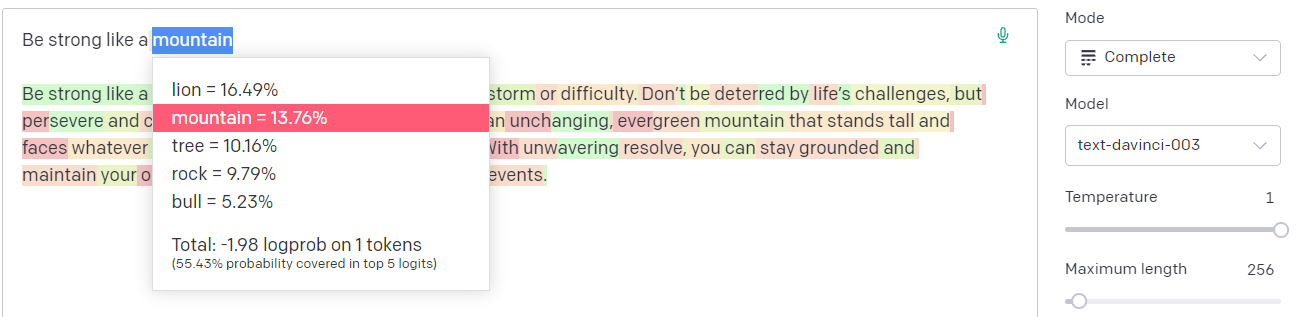 Be strong like a mountain
Mode
Complete
Model
text-davinci-003
Temperature 1
Maximum length 256
Be strong like a storm or difficulty. Don't be deterred by life's challenges, but
persevere and c an unchanging, evergreen mountain that stands tall and
faces whatever With unwavering resolve, you can stay grounded and
maintain your o events.
lion = 16.49%
mountain = 13.76%
tree = 10.16%
rock = 9.79%
bull = 5.23%
Total: -1.98 logprob on 1 tokens
(55.43% probability covered in top 5 logits)